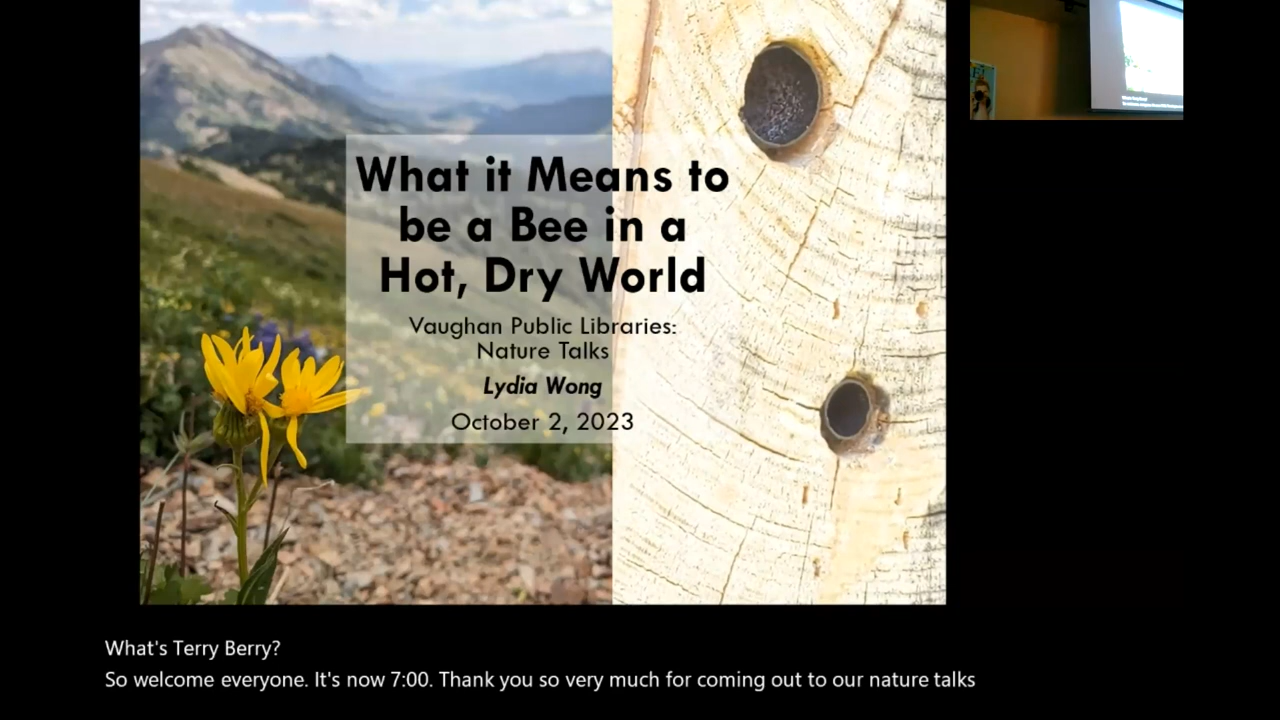 What it Means to
be a Bee in a
Hot, Dry World
Vaughan Public Libraries:
Nature Talks
Lydia Wong
October 2, 2023
What's Terry Berry?
So welcome everyone. It's now 7:00. Thank you so very much for coming out to our nature talks